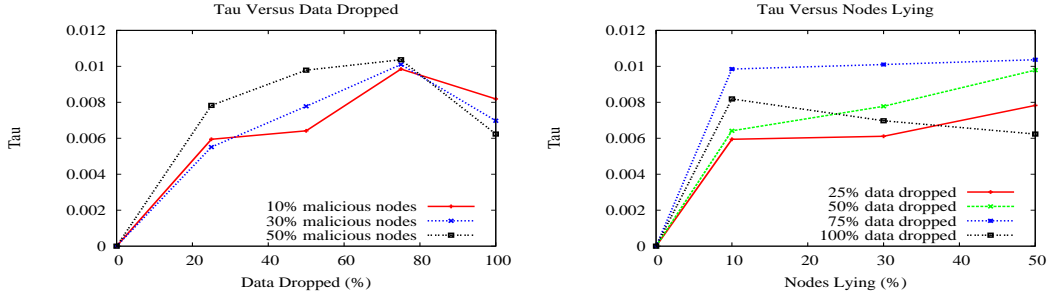 Tau Versus Data Dropped
0.012
0.01
0.008
0.006
0.004
0.002
0
Tau
10% malicious nodes
30% malicious nodes
50% malicious nodes
0 20 40 60 80 100
Data Dropped (%)
Tau Versus Nodes Lying
0.012
0.01
0.008
0.006
0.004
0.002
0
Tau
25% data dropped
50% data dropped
75% data dropped
100% data dropped
0 10 20 30 40 50
Nodes Lying (%)